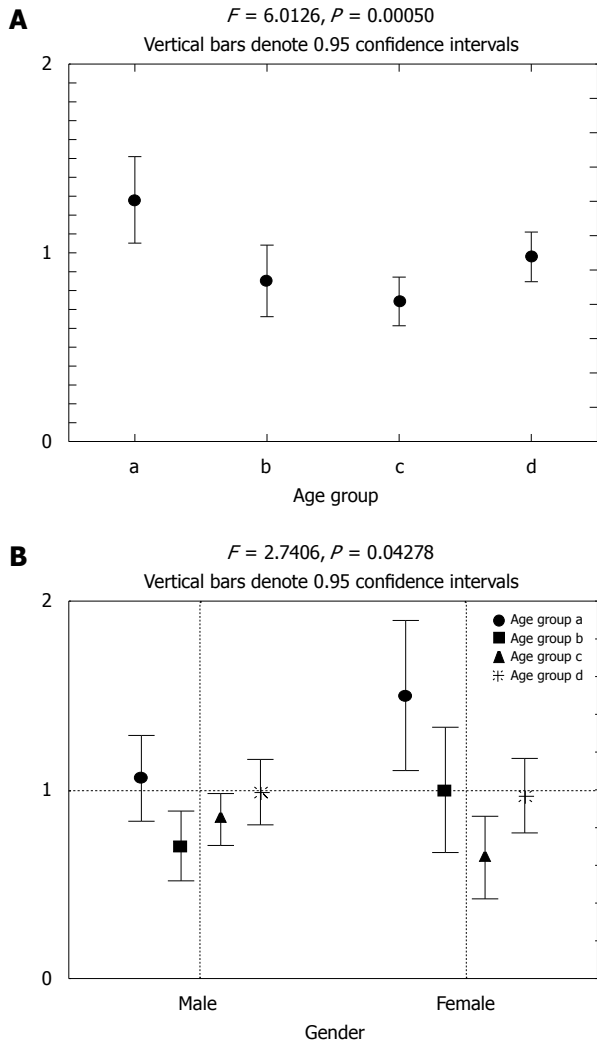 A
F = 6.0126, P = 0.00050
Vertical bars denote 0.95 confidence intervals
2
1
0
a b c d
Age group
B
F = 2.7406, P = 0.04278
Vertical bars denote 0.95 confidence intervals
2
Age group a
Age group b
Age group c
Age group d
1
0
Male Female
Gender